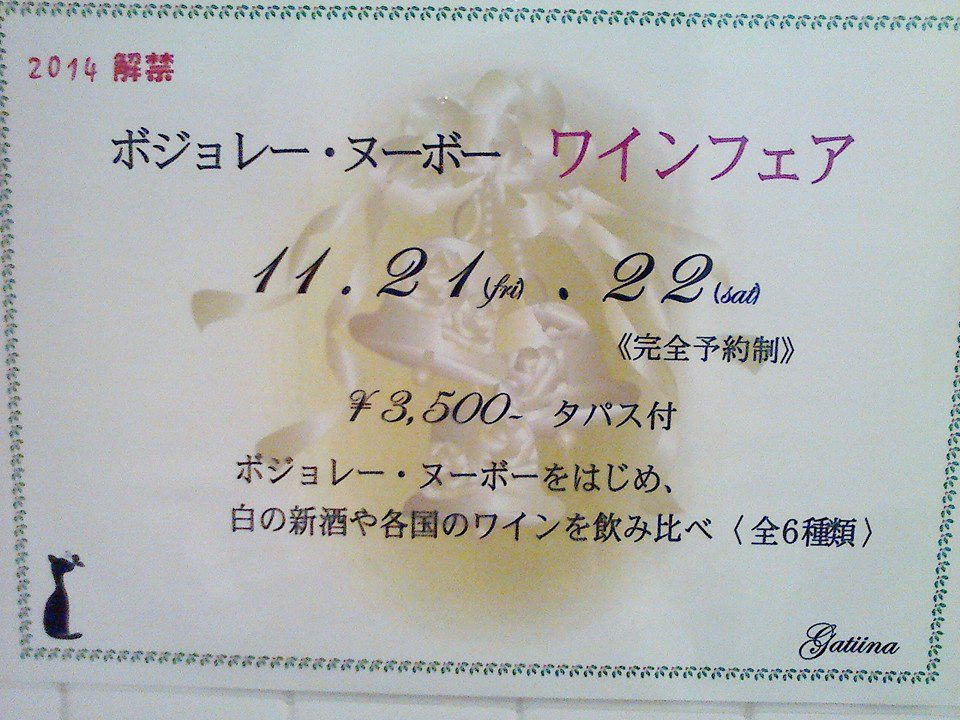 2014 解禁
ボジョレー・ヌーボー ワインフェア
11.21(fri).22(sat)
《完全予約制》
¥3,500~ タパス付
ボジョレー・ヌーボーをはじめ、
白の新酒や各国のワインを飲み比べ〈全6種類〉
Gatiina